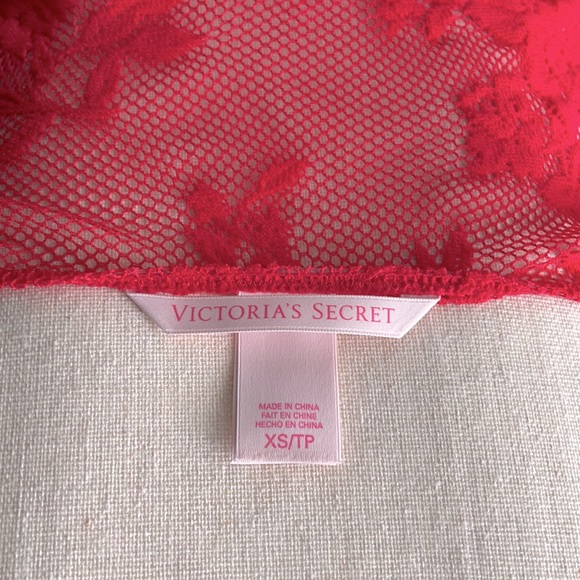 VICTORIA'S SECRET
MADE IN CHINA
FAIT EN CHINE
HECHO EN CHINA
XS/TP